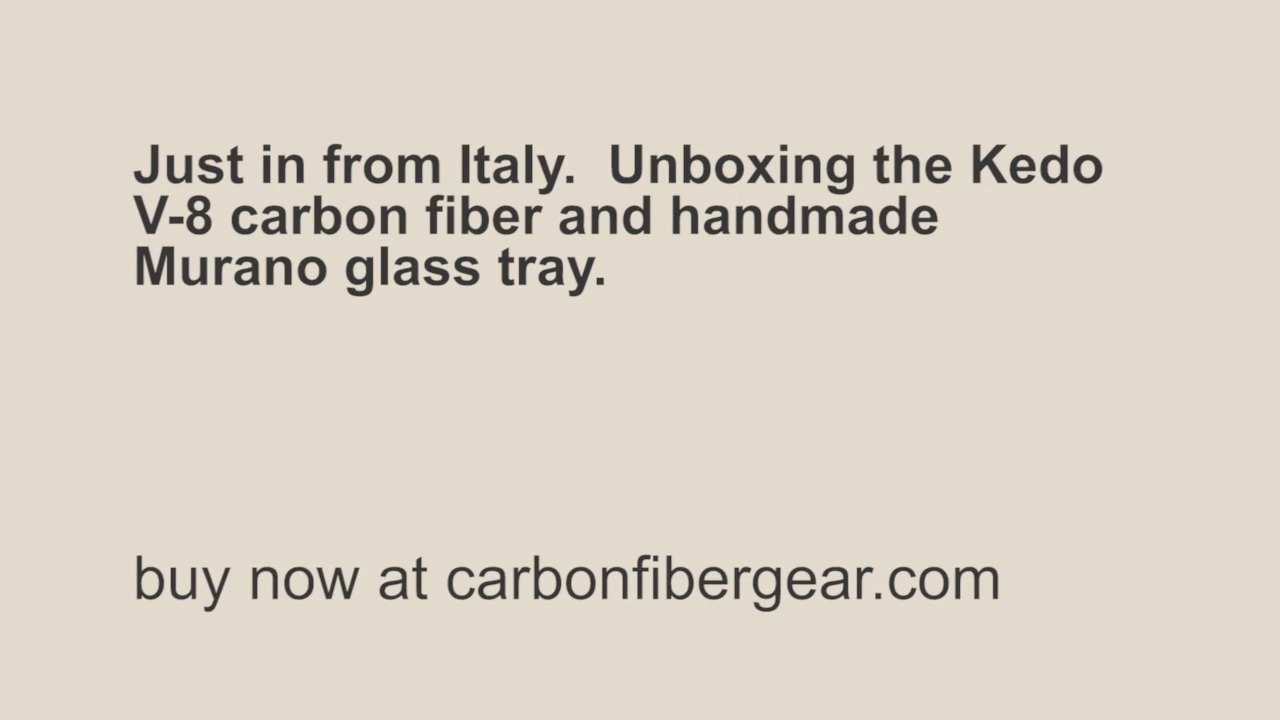 Just in from Italy.  Unboxing the Kedo
V-8 carbon fiber and handmade
Murano glass tray.
buy now at carbonfibergear.com